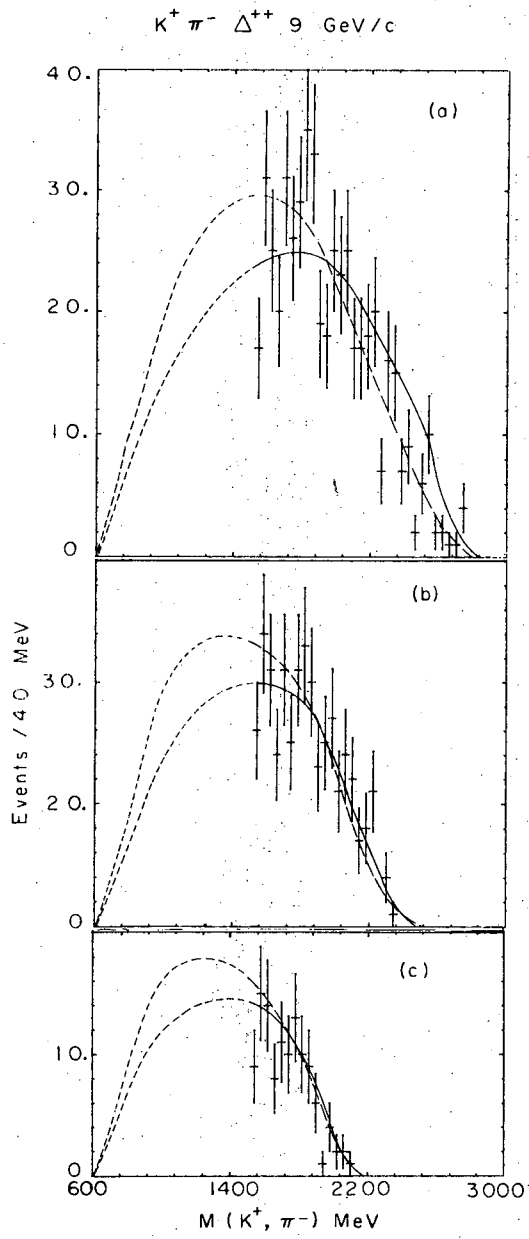 K⁺ π⁻ Δ⁺⁺ 9 GeV/c
40.
(a)
30.
20.
10.
0
(b)
30.
20.
0
Events /40 MeV
(c)
10.
0
600 1400 2200 3000
M (K⁺, π⁻) MeV